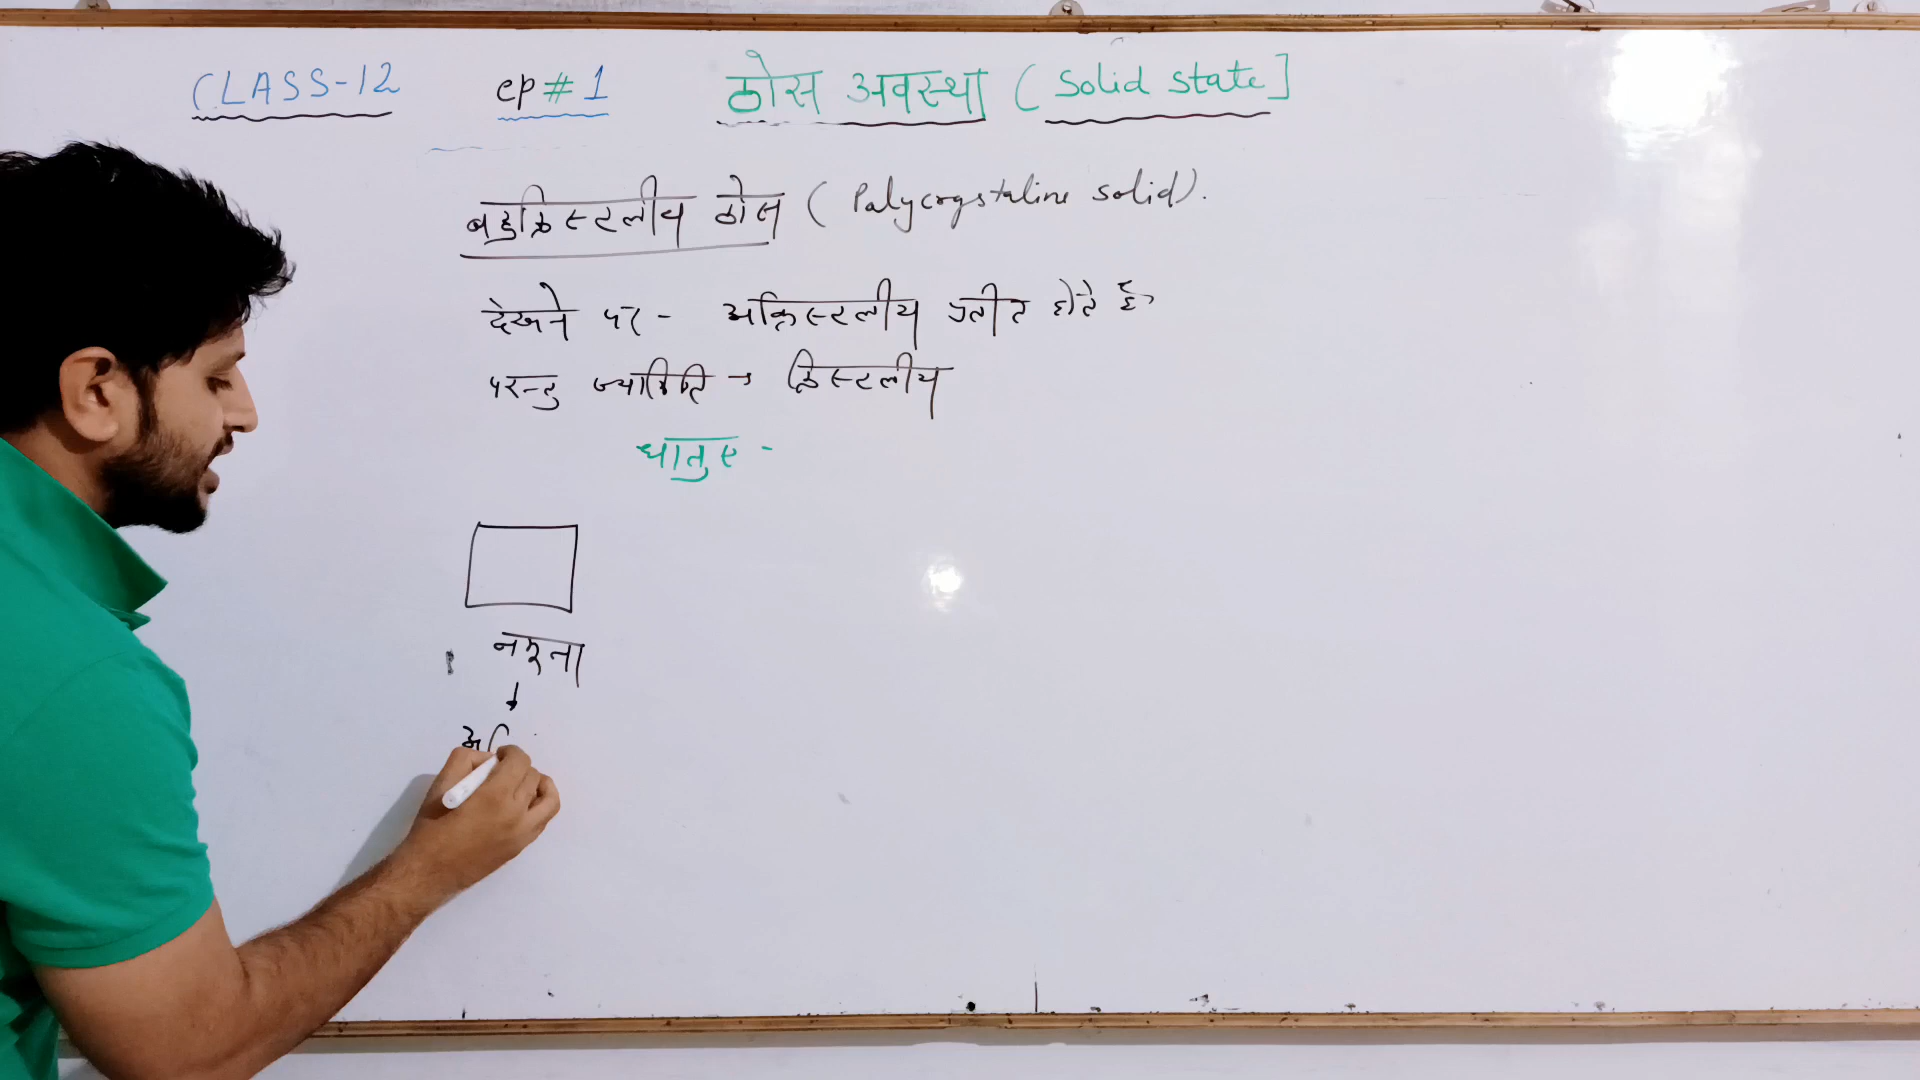 CLASS-12 ep #1 ठोस अवस्था ( Solid state ]
बहुक्रिस्टलीय ठोस ( Polycrystaline solid ).
देखने पर - अक्रिस्टलीय प्रतीत होते है
परन्तु ज्यामिति → क्रिस्टलीय
धातुए -
नमूना
↓